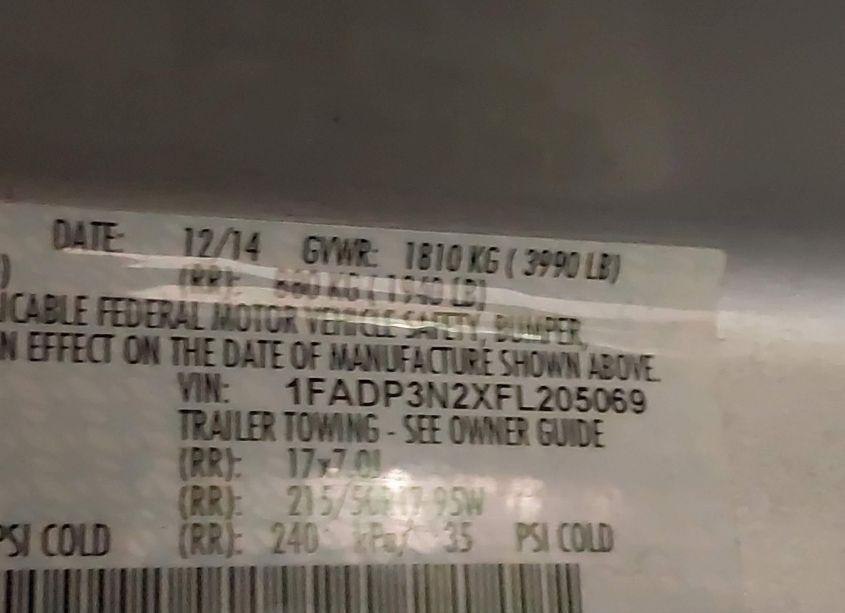 DATE: 12/14 GVWR: 1810 KG ( 3990 LB)
) (RR): 880 KG ( 1940 LB)
ICABLE FEDERAL MOTOR VEHICLE SAFETY, BUMPER,
N EFFECT ON THE DATE OF MANUFACTURE SHOWN ABOVE.
VIN: 1FADP3N2XFL205069
TRAILER TOWING - SEE OWNER GUIDE
(RR): 17x7.0J
(RR): 215/50R17 95W
PSI COLD (RR): 240 kPa/ 35 PSI COLD